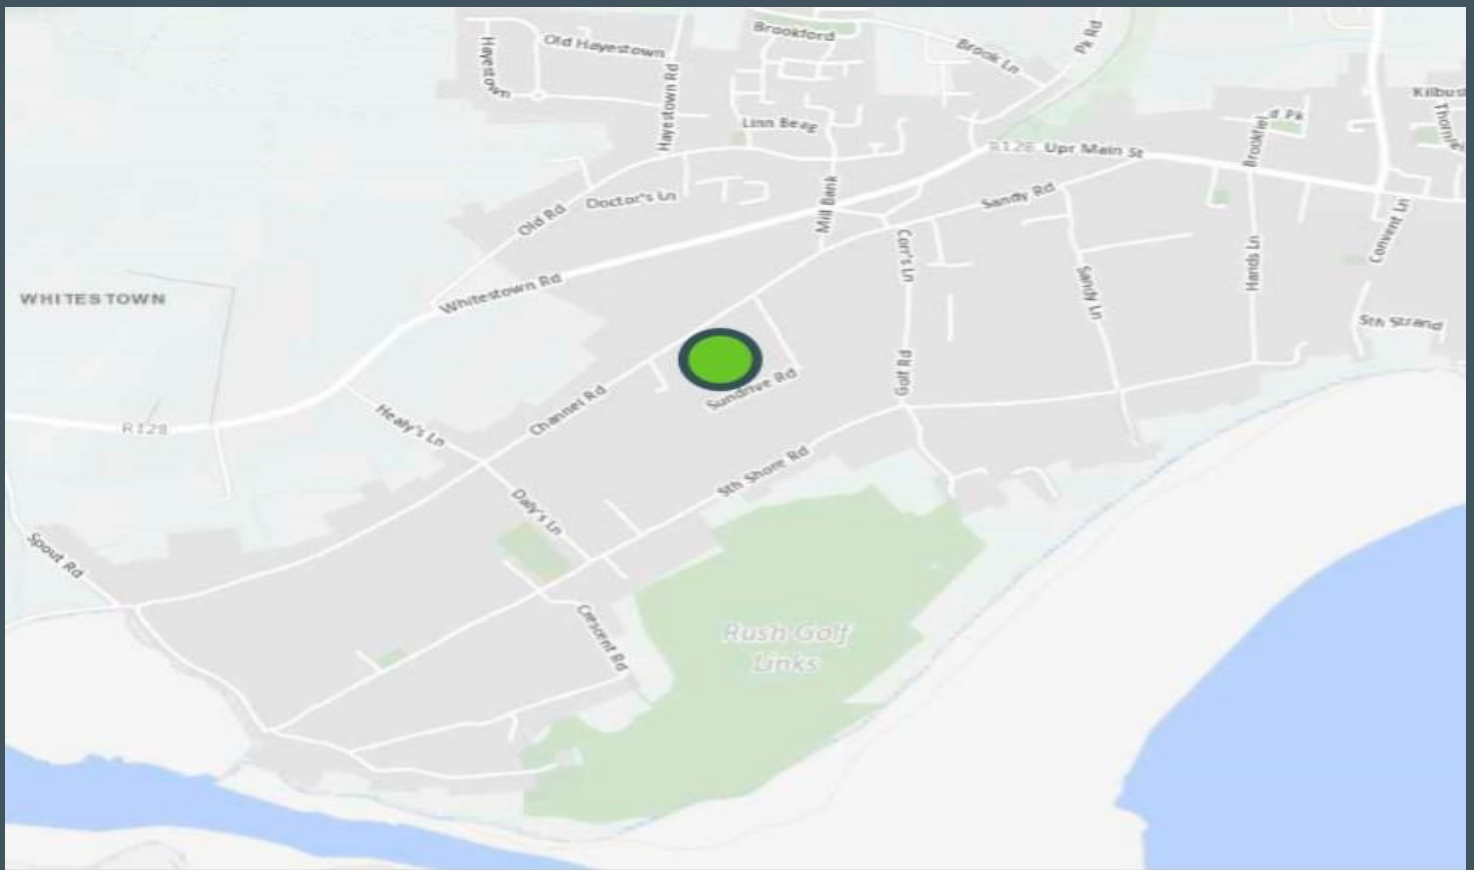 Brookford
Old Hayestown
Pk Rd
Brook Ln
Hayestown
Hayestown Rd
Kilbush
d Pk
Linn Beag
Brookfiel
R128 Upr Main St
Doctor's Ln
Sandy Rd
Old Rd
Mill Bank
Convent Ln
Corr's Ln
Hands Ln
Sandy Ln
Whitestown Rd
WHITESTOWN
Sth Strand
Golf Rd
Sundrive Rd
Channel Rd
Healy's Ln
R128
Sth Shore Rd
Daly's Ln
Spout Rd
Crescent Rd
Rush Golf
Links